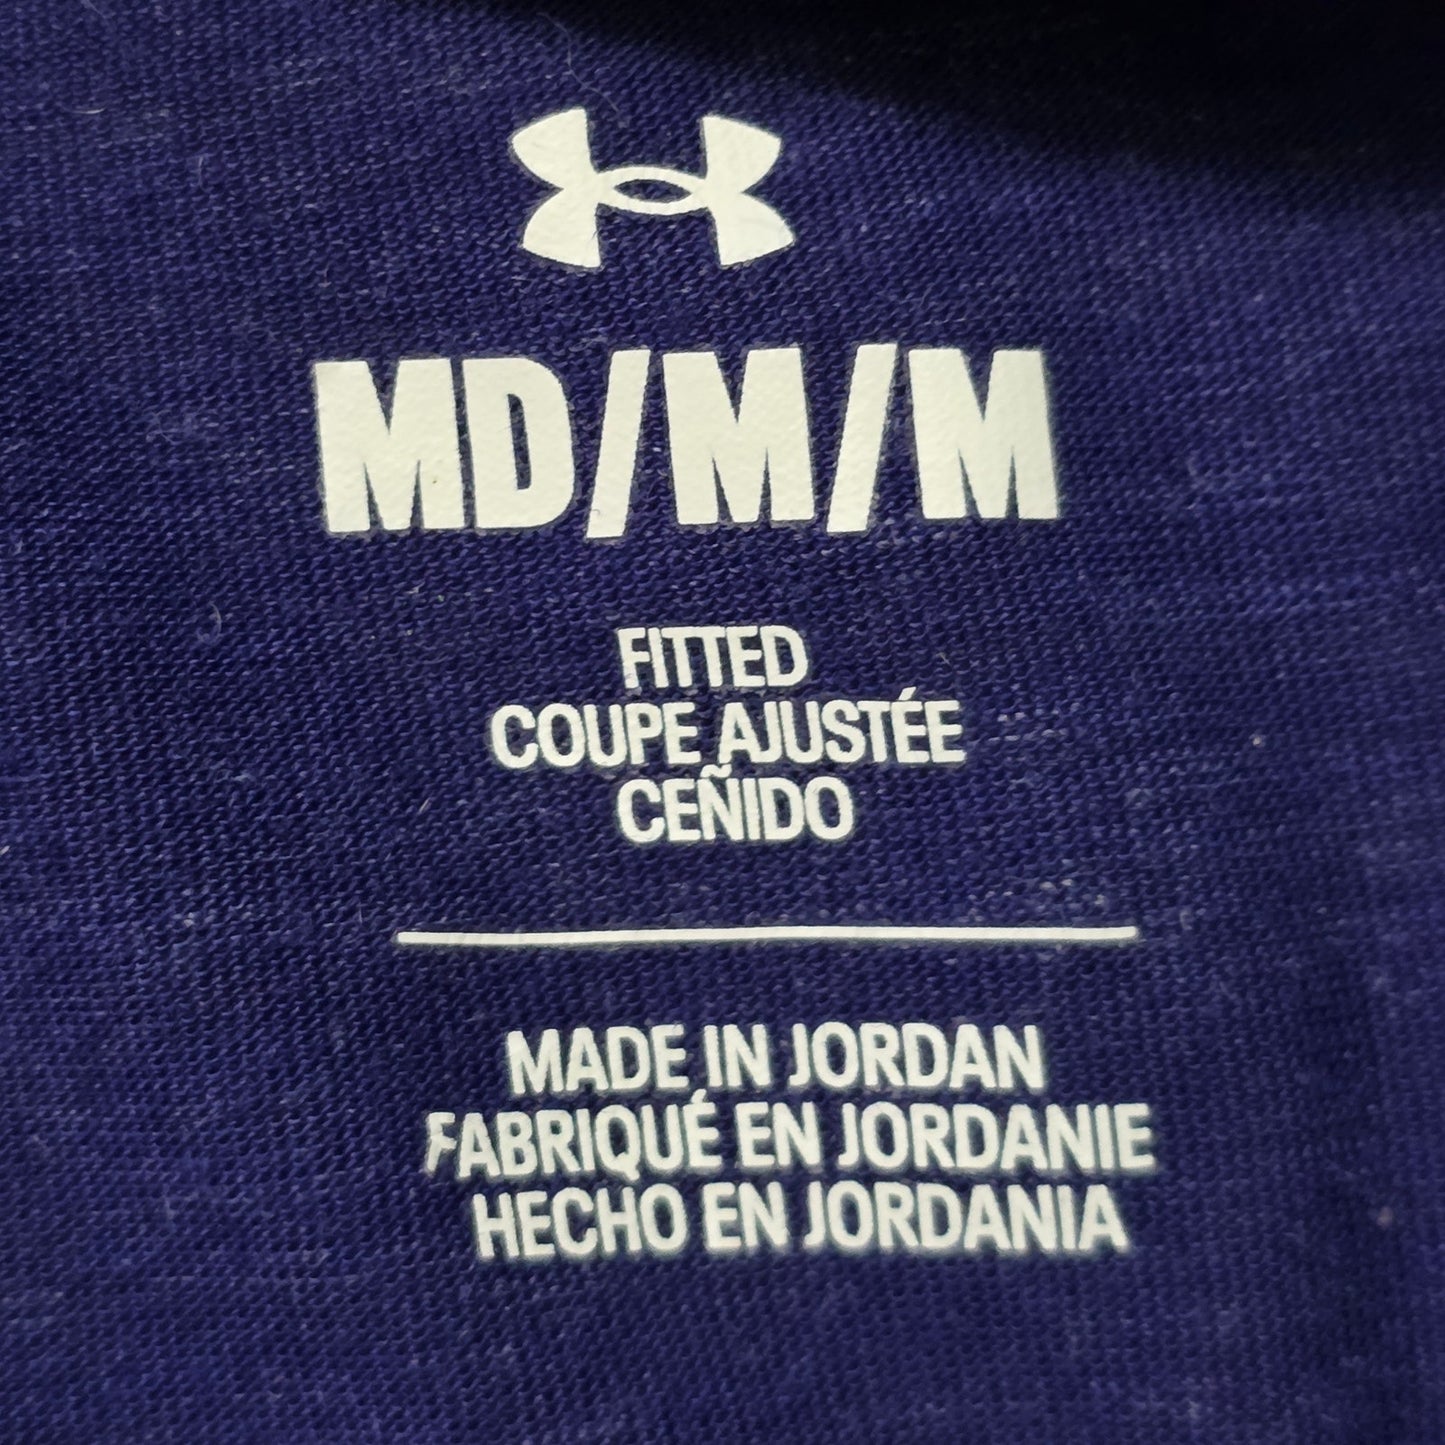 MD/M/M
FITTED
COUPE AJUSTÉE
CEÑIDO
MADE IN JORDAN
FABRIQUÉ EN JORDANIE
HECHO EN JORDANIA